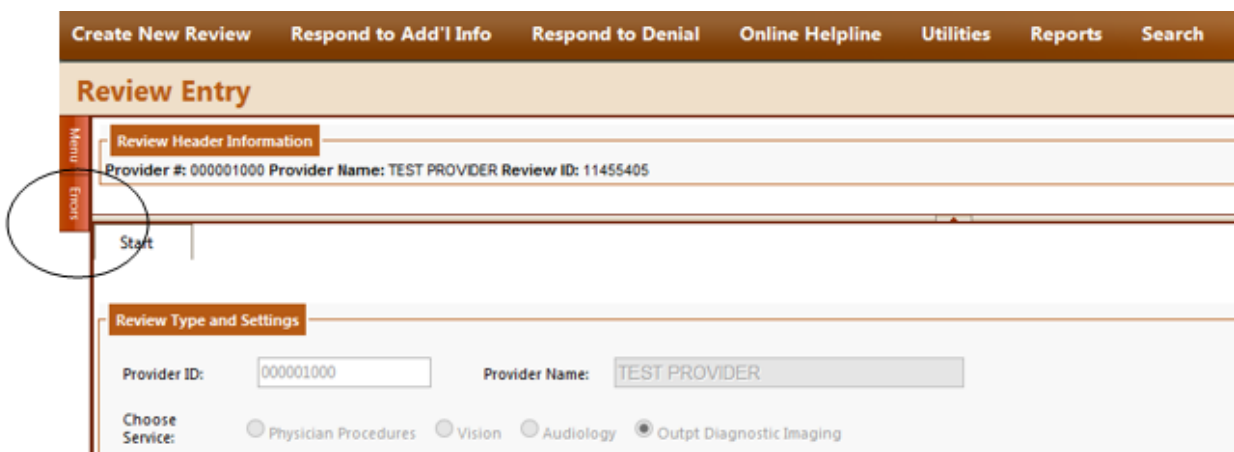 Create New Review Respond to Add'l Info Respond to Denial Online Helpline Utilities Reports Search
Review Entry
Menu
Errors
Review Header Information
Provider #: 000001000 Provider Name: TEST PROVIDER Review ID: 11455405
Start
Review Type and Settings
Provider ID: 000001000 Provider Name: TEST PROVIDER
Choose
Service: Physician Procedures Vision Audiology Outpt Diagnostic Imaging